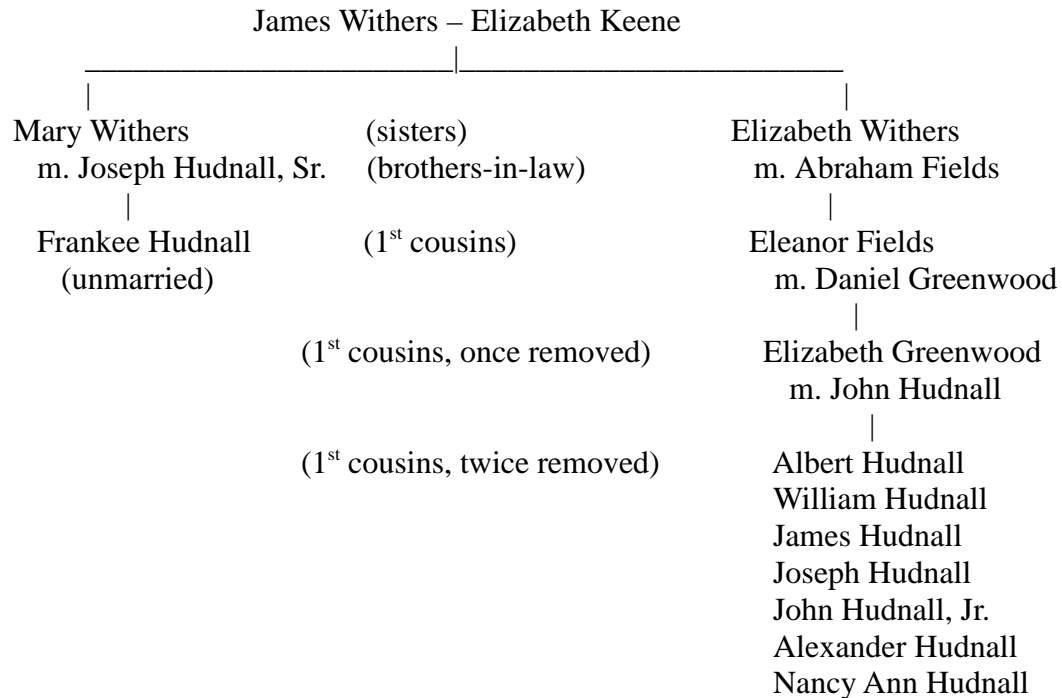 James Withers – Elizabeth Keene
Mary Withers (sisters) Elizabeth Withers
m. Joseph Hudnall, Sr. (brothers-in-law) m. Abraham Fields
Frankee Hudnall (1st cousins) Eleanor Fields
(unmarried) m. Daniel Greenwood
(1st cousins, once removed) Elizabeth Greenwood
m. John Hudnall
(1st cousins, twice removed) Albert Hudnall
William Hudnall
James Hudnall
Joseph Hudnall
John Hudnall, Jr.
Alexander Hudnall
Nancy Ann Hudnall